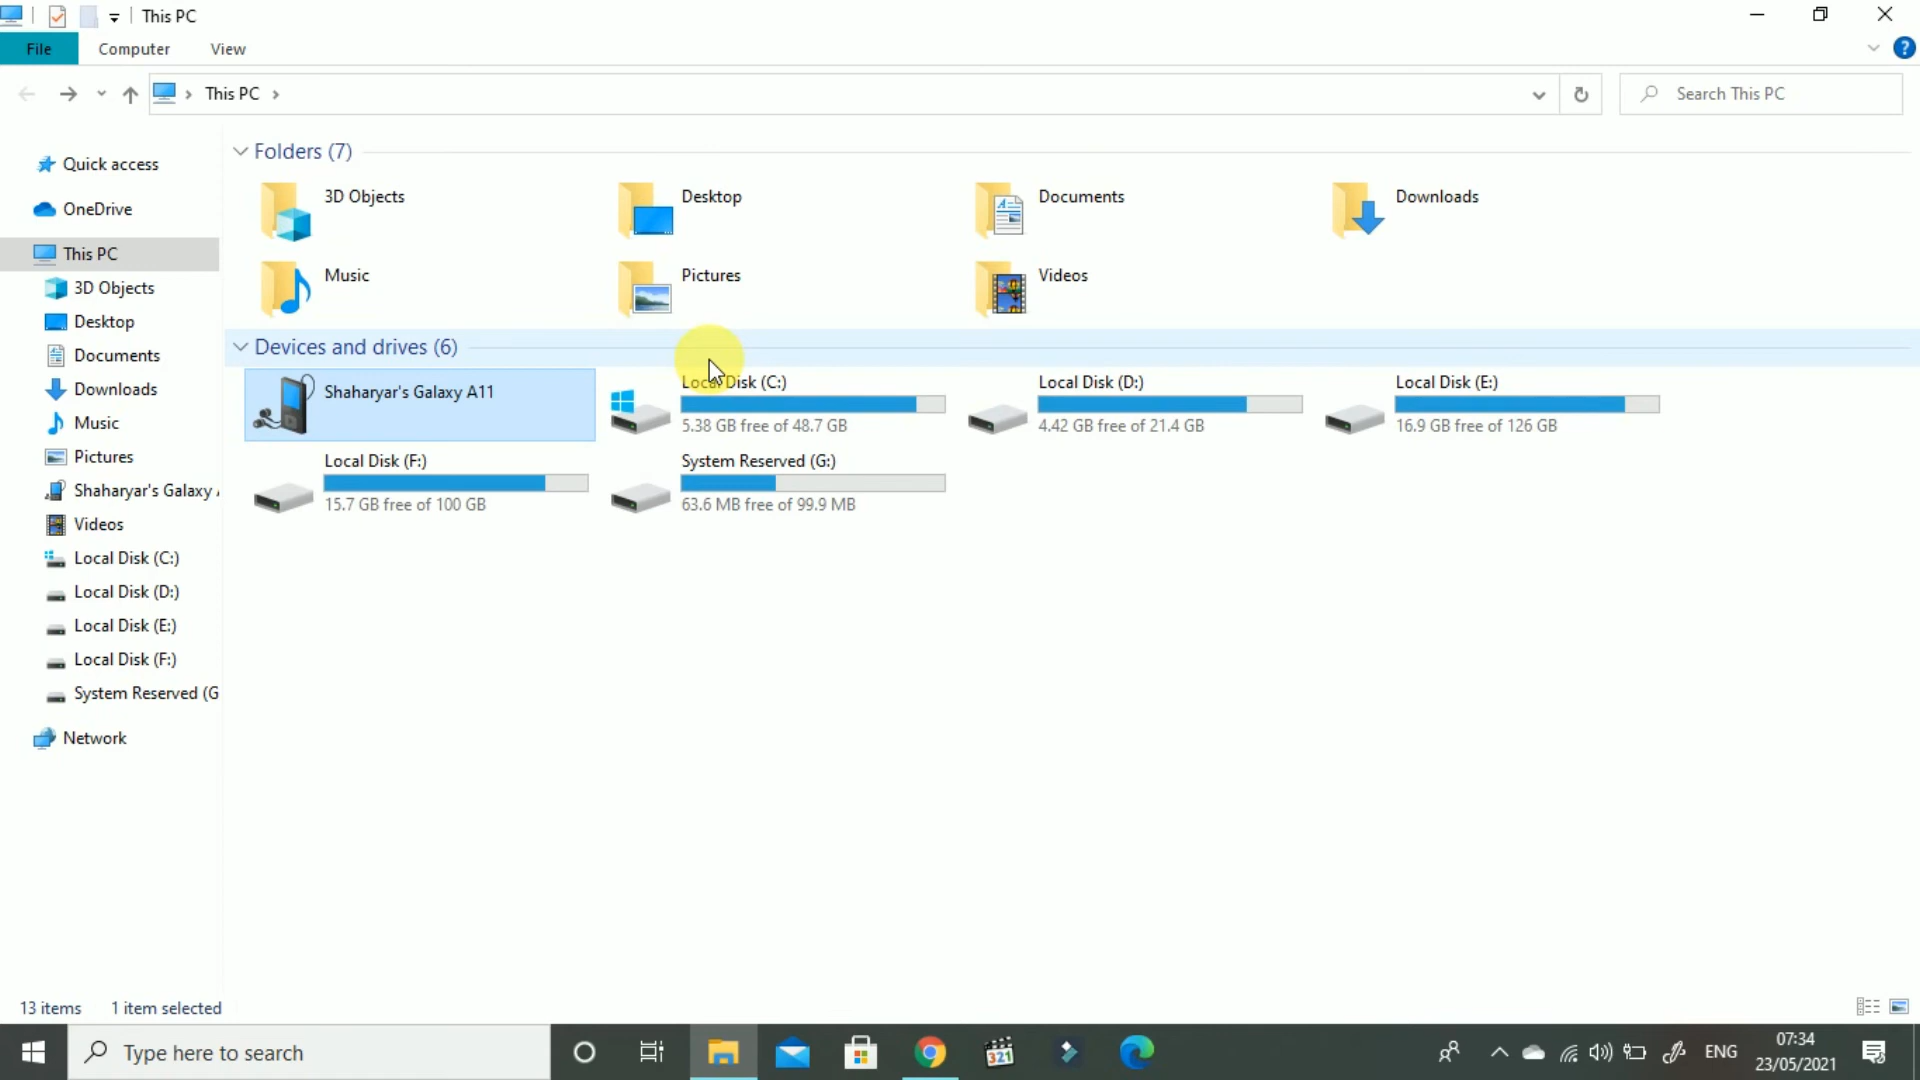 This PC
File Computer View
This PC
Search This PC
Quick access
OneDrive
This PC
3D Objects
Desktop
Documents
Downloads
Music
Pictures
Shaharyar's Galaxy
Videos
Local Disk (C:)
Local Disk (D:)
Local Disk (E:)
Local Disk (F:)
System Reserved (G
Network
Folders (7)
3D Objects
Desktop
Documents
Downloads
Music
Pictures
Videos
Devices and drives (6)
Shaharyar's Galaxy A11
Local Disk (C:)
5.38 GB free of 48.7 GB
Local Disk (D:)
4.42 GB free of 21.4 GB
Local Disk (E:)
16.9 GB free of 126 GB
Local Disk (F:)
15.7 GB free of 100 GB
System Reserved (G:)
63.6 MB free of 99.9 MB
13 items 1 item selected
Type here to search
321
ENG
07:34
23/05/2021